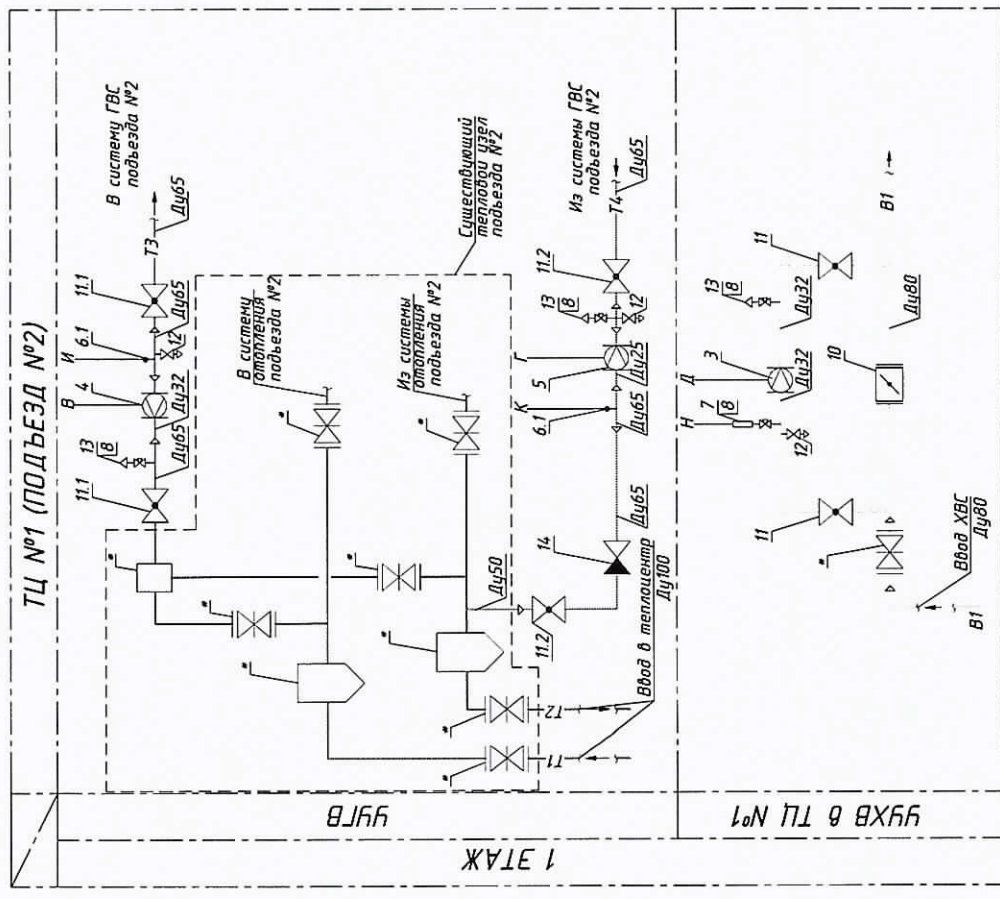 ТЦ №1 (ПОДЪЕЗД №2)
1 ЭТАЖ
УУГВ
УУХВ в ТЦ №1
11.1
13
8
Ду65
В
4
Ду32
И
6.1
12
11.1
Ду65
Т3
Ду65
В систему ГВС
подъезда №2
*
*
*
*
*
*
*
*
*
В систему
отопления
подъезда №2
Из системы
отопления
подъезда №2
Существующий
тепловой узел
подъезда №2
Т1
Т2
Ввод в теплоцентр
Ду100
Ду50
11.2
14
Ду65
К
6.1
Ду65
Г
5
Ду25
13
8
12
11.2
Т4
Ду65
Из системы ГВС
подъезда №2
В1
Ввод ХВС
Ду80
*
11
Н
7
8
12
Д
3
Ду32
10
13
8
Ду32
11
Ду80
В1